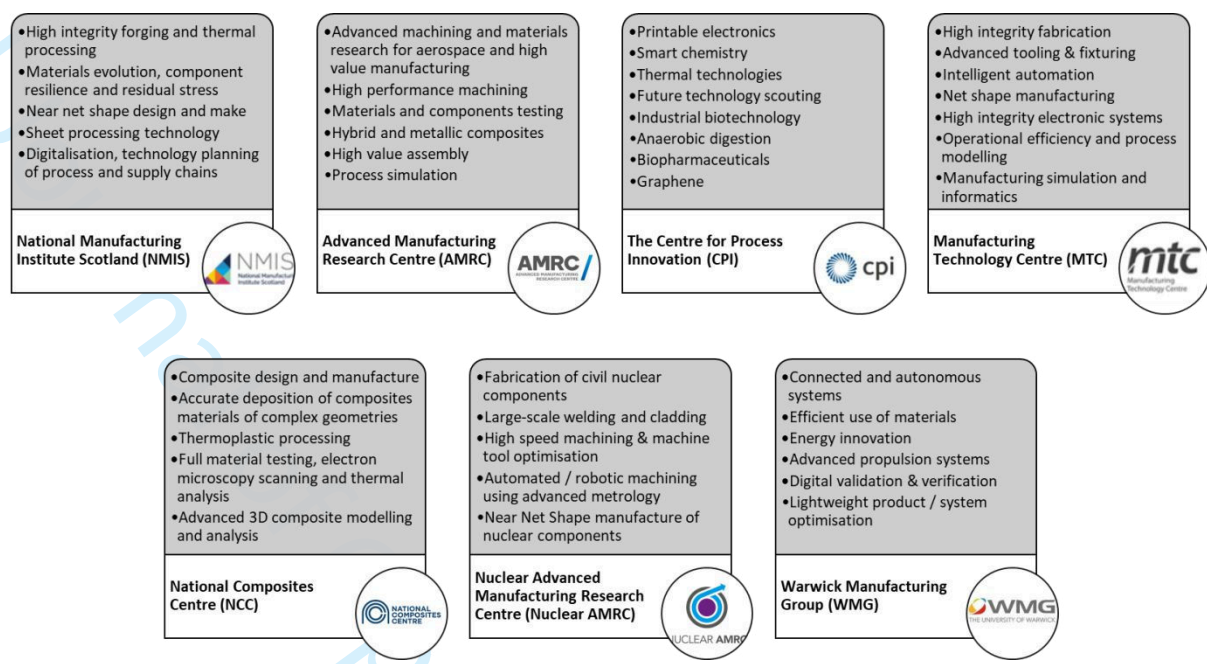 •High integrity forging and thermal
processing
•Materials evolution, component
resilience and residual stress
•Near net shape design and make
•Sheet processing technology
•Digitalisation, technology planning
of process and supply chains
National Manufacturing
Institute Scotland (NMIS)
NMIS
National Manufacturing
Institute Scotland
•Advanced machining and materials
research for aerospace and high
value manufacturing
•High performance machining
•Materials and components testing
•Hybrid and metallic composites
•High value assembly
•Process simulation
Advanced Manufacturing
Research Centre (AMRC)
AMRC
ADVANCED MANUFACTURING
RESEARCH CENTRE
•Printable electronics
•Smart chemistry
•Thermal technologies
•Future technology scouting
•Industrial biotechnology
•Anaerobic digestion
•Biopharmaceuticals
•Graphene
The Centre for Process
Innovation (CPI)
cpi
•High integrity fabrication
•Advanced tooling & fixturing
•Intelligent automation
•Net shape manufacturing
•High integrity electronic systems
•Operational efficiency and process
modelling
•Manufacturing simulation and
informatics
Manufacturing
Technology Centre (MTC)
mtc
Manufacturing
Technology Centre
•Composite design and manufacture
•Accurate deposition of composites
materials of complex geometries
•Thermoplastic processing
•Full material testing, electron
microscopy scanning and thermal
analysis
•Advanced 3D composite modelling
and analysis
National Composites
Centre (NCC)
NATIONAL
COMPOSITES
CENTRE
•Fabrication of civil nuclear
components
•Large-scale welding and cladding
•High speed machining & machine
tool optimisation
•Automated / robotic machining
using advanced metrology
•Near Net Shape manufacture of
nuclear components
Nuclear Advanced
Manufacturing Research
Centre (Nuclear AMRC)
NUCLEAR AMRC
•Connected and autonomous
systems
•Efficient use of materials
•Energy innovation
•Advanced propulsion systems
•Digital validation & verification
•Lightweight product / system
optimisation
Warwick Manufacturing
Group (WMG)
WMG
THE UNIVERSITY OF WARWICK